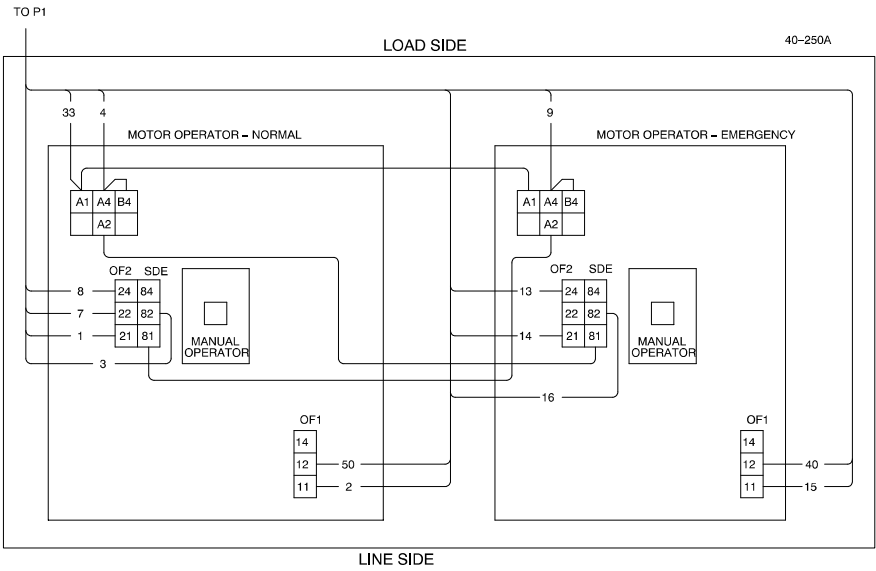 TO P1
LOAD SIDE
40–250A
33 4 9
MOTOR OPERATOR – NORMAL
MOTOR OPERATOR – EMERGENCY
A1 A4 B4
A2
A1 A4 B4
A2
OF2 SDE
8 24 84
7 22 82
1 21 81
3
MANUAL
OPERATOR
OF2 SDE
13 24 84
22 82
14 21 81
16
MANUAL
OPERATOR
OF1
14
12 50
11 2
OF1
14
12 40
11 15
LINE SIDE